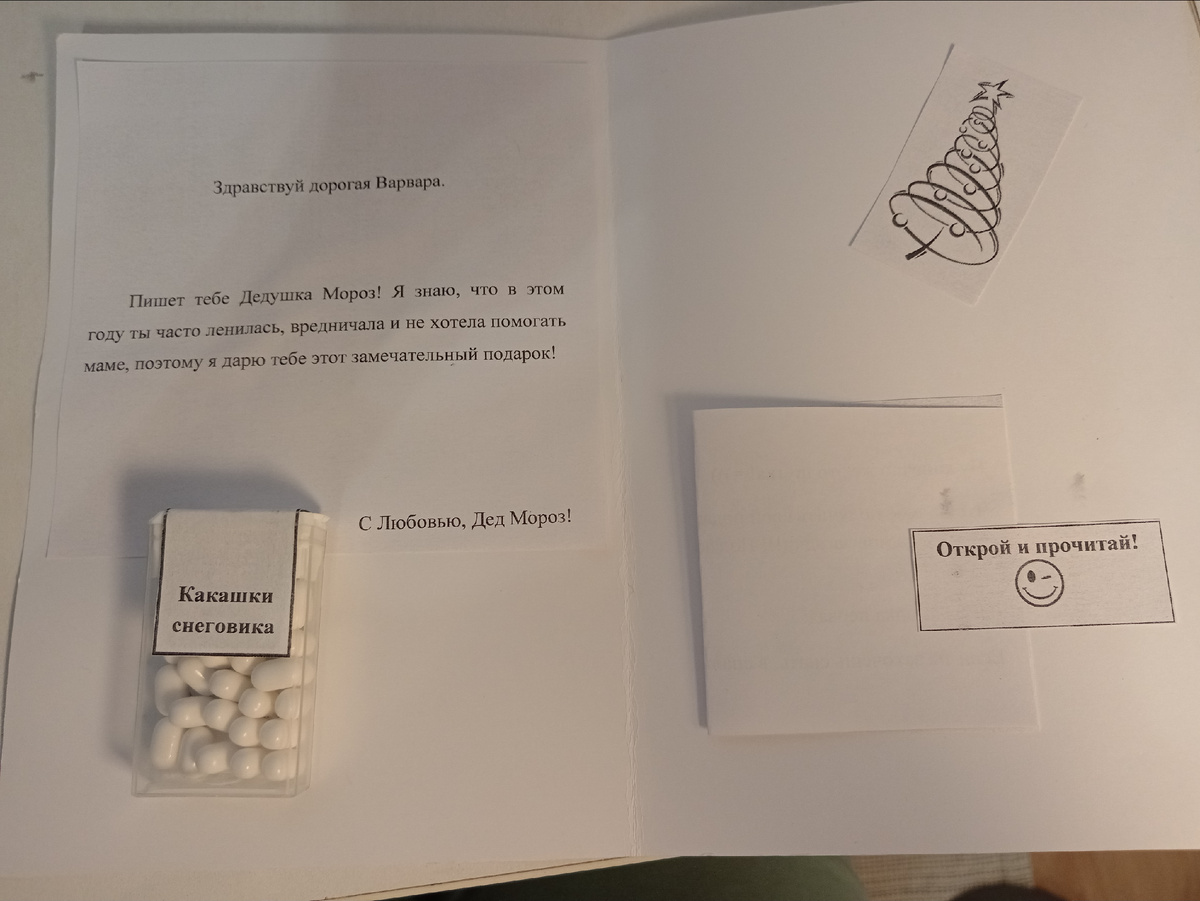 Здравствуй дорогая Варвара.
Пишет тебе Дедушка Мороз! Я знаю, что в этом
году ты часто ленилась, вредничала и не хотела помогать
маме, поэтому я дарю тебе этот замечательный подарок!
С Любовью, Дед Мороз!
Какашки
снеговика
Открой и прочитай!